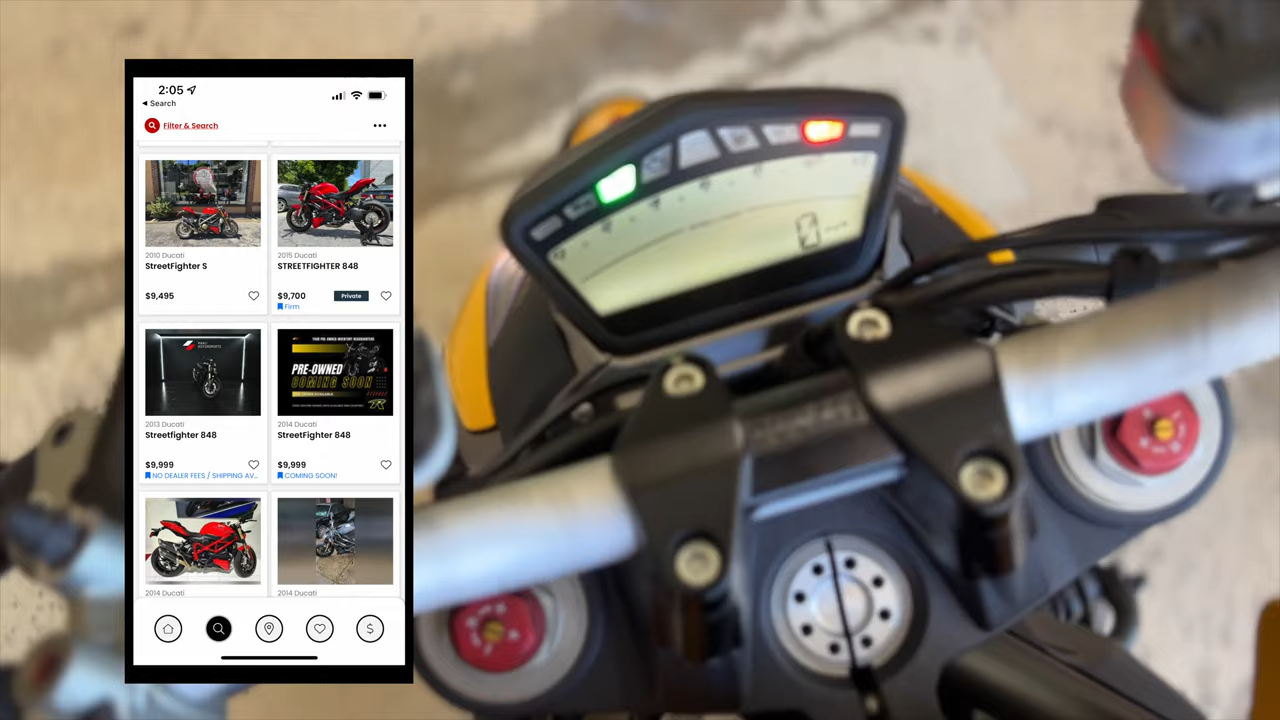 2:05
Search
Filter & Search
2010 Ducati
StreetFighter S
$9,495
2015 Ducati
STREETFIGHTER 848
$9,700
Private
Firm
2013 Ducati
Streetfighter 848
$9,999
NO DEALER FEES / SHIPPING AV...
PRE-OWNED
COMING SOON
2014 Ducati
StreetFighter 848
$9,999
COMING SOON!
2014 Ducati
2014 Ducati
$
0